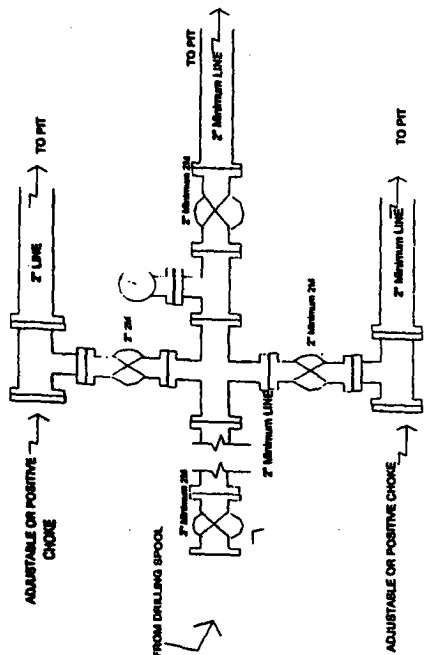 TO PIT
2" LINE
ADJUSTABLE OR POSITIVE
CHOKE
2" 2M
TO PIT
2" Minimum LINE
2" Minimum 2M
2" Minimum 2M
2" Minimum LINE
FROM DRILLING SPOOL
2" Minimum 2M
TO PIT
2" Minimum LINE
ADJUSTABLE OR POSITIVE CHOKE